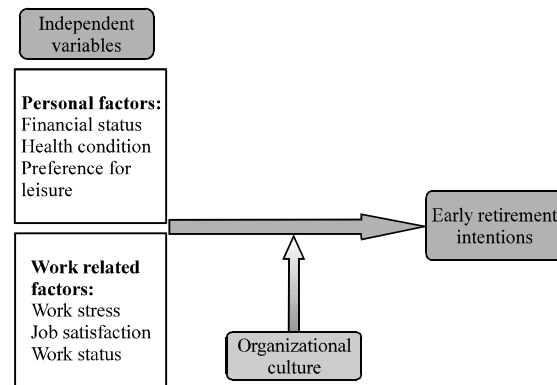 Independent
variables
Personal factors:
Financial status
Health condition
Preference for
leisure
Early retirement
intentions
Work related
factors:
Work stress
Job satisfaction
Work status
Organizational
culture